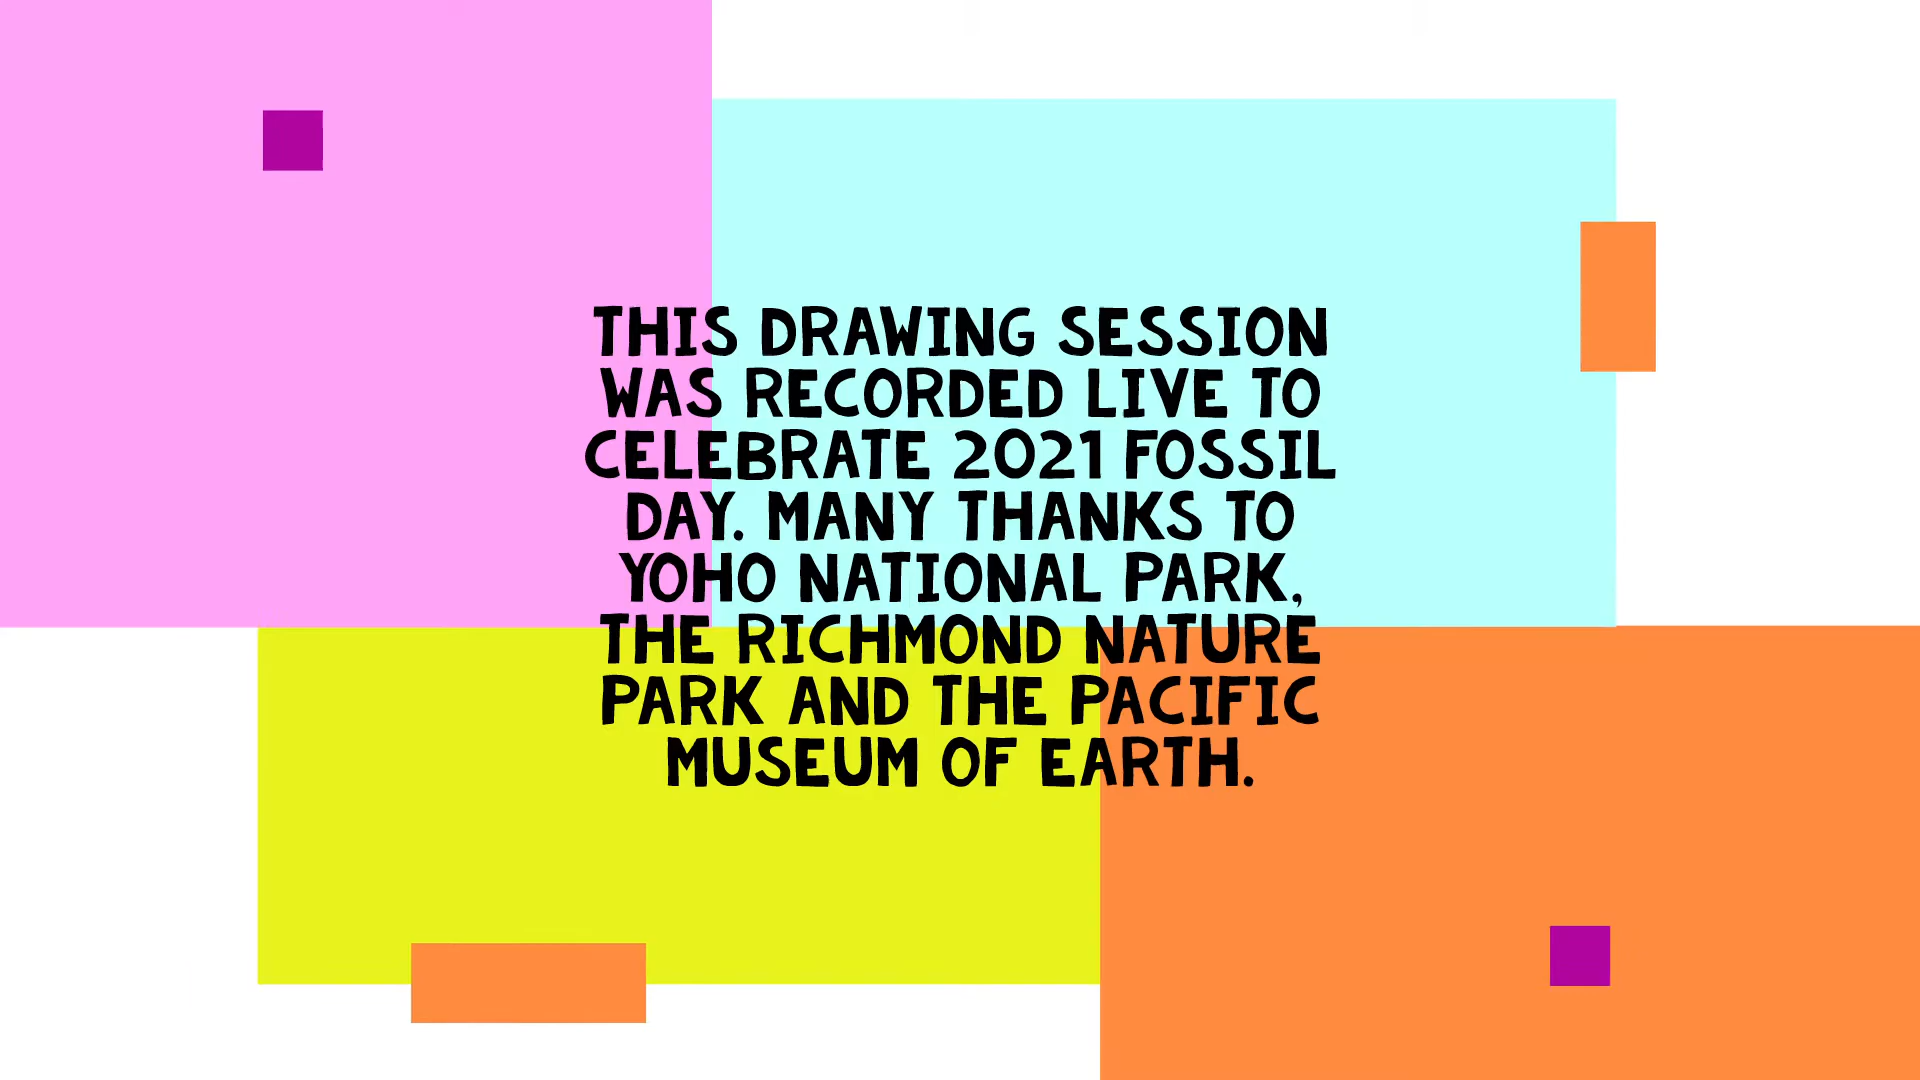 THIS DRAWING SESSION
WAS RECORDED LIVE TO
CELEBRATE 2021 FOSSIL
DAY. MANY THANKS TO
YOHO NATIONAL PARK,
THE RICHMOND NATURE
PARK AND THE PACIFIC
MUSEUM OF EARTH.